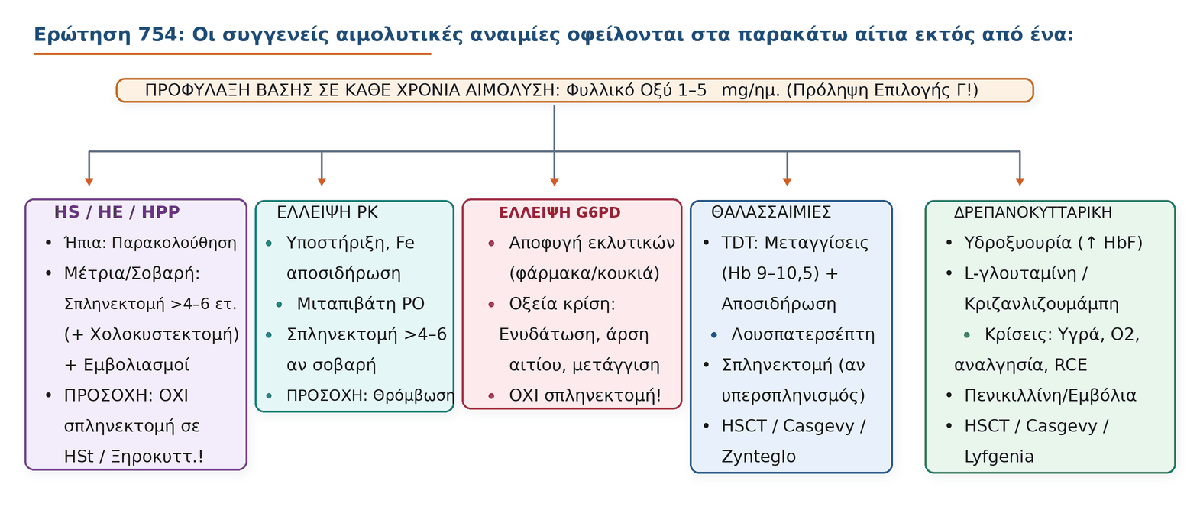 Ερώτηση 754: Οι συγγενείς αιμολυτικές αναιμίες οφείλονται στα παρακάτω αίτια εκτός από ένα:
ΠΡΟΦΥΛΑΞΗ ΒΑΣΗΣ ΣΕ ΚΑΘΕ ΧΡΟΝΙΑ ΑΙΜΟΛΥΣΗ: Φυλλικό Οξύ 1–5 mg/ημ. (Πρόληψη Επιλογής Γ!)
HS / HE / HPP
• Ήπια: Παρακολούθηση
• Μέτρια/Σοβαρή:
Σπληνεκτομή >4–6 ετ.
(+ Χολοκυστεκτομή)
+ Εμβολιασμοί
• ΠΡΟΣΟΧΗ: ΟΧΙ
σπληνεκτομή σε
HSt / Ξηροκυττ.!
ΕΛΛΕΙΨΗ PK
• Υποστήριξη, Fe
αποσιδήρωση
• Μιταπιβάτη PO
• Σπληνεκτομή >4–6
αν σοβαρή
• ΠΡΟΣΟΧΗ: Θρόμβωση
ΕΛΛΕΙΨΗ G6PD
• Αποφυγή εκλυτικών
(φάρμακα/κουκιά)
• Οξεία κρίση:
Ενυδάτωση, άρση
αιτίου, μετάγγιση
• ΟΧΙ σπληνεκτομή!
ΘΑΛΑΣΣΑΙΜΙΕΣ
• TDT: Μεταγγίσεις
(Hb 9–10,5) +
Αποσιδήρωση
• Λουσπατερσέπτη
• Σπληνεκτομή (αν
υπερσπληνισμός)
• HSCT / Casgevy /
Zynteglo
ΔΡΕΠΑΝΟΚΥΤΤΑΡΙΚΗ
• Υδροξυουρία (↑ HbF)
• L-γλουταμίνη /
Κριζανλιζουμάμπη
• Κρίσεις: Υγρά, O2,
αναλγησία, RCE
• Πενικιλλίνη/Εμβόλια
• HSCT / Casgevy /
Lyfgenia